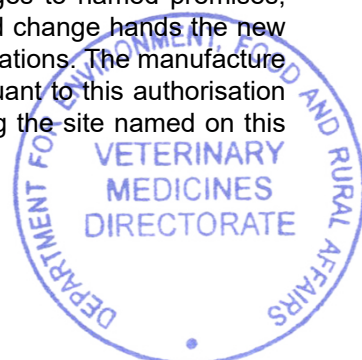 ges to named premises,
d change hands the new
ations. The manufacture
uant to this authorisation
g the site named on this
DEPARTMENT FOR ENVIRONMENT, FOOD AND RURAL AFFAIRS
VETERINARY
MEDICINES
DIRECTORATE